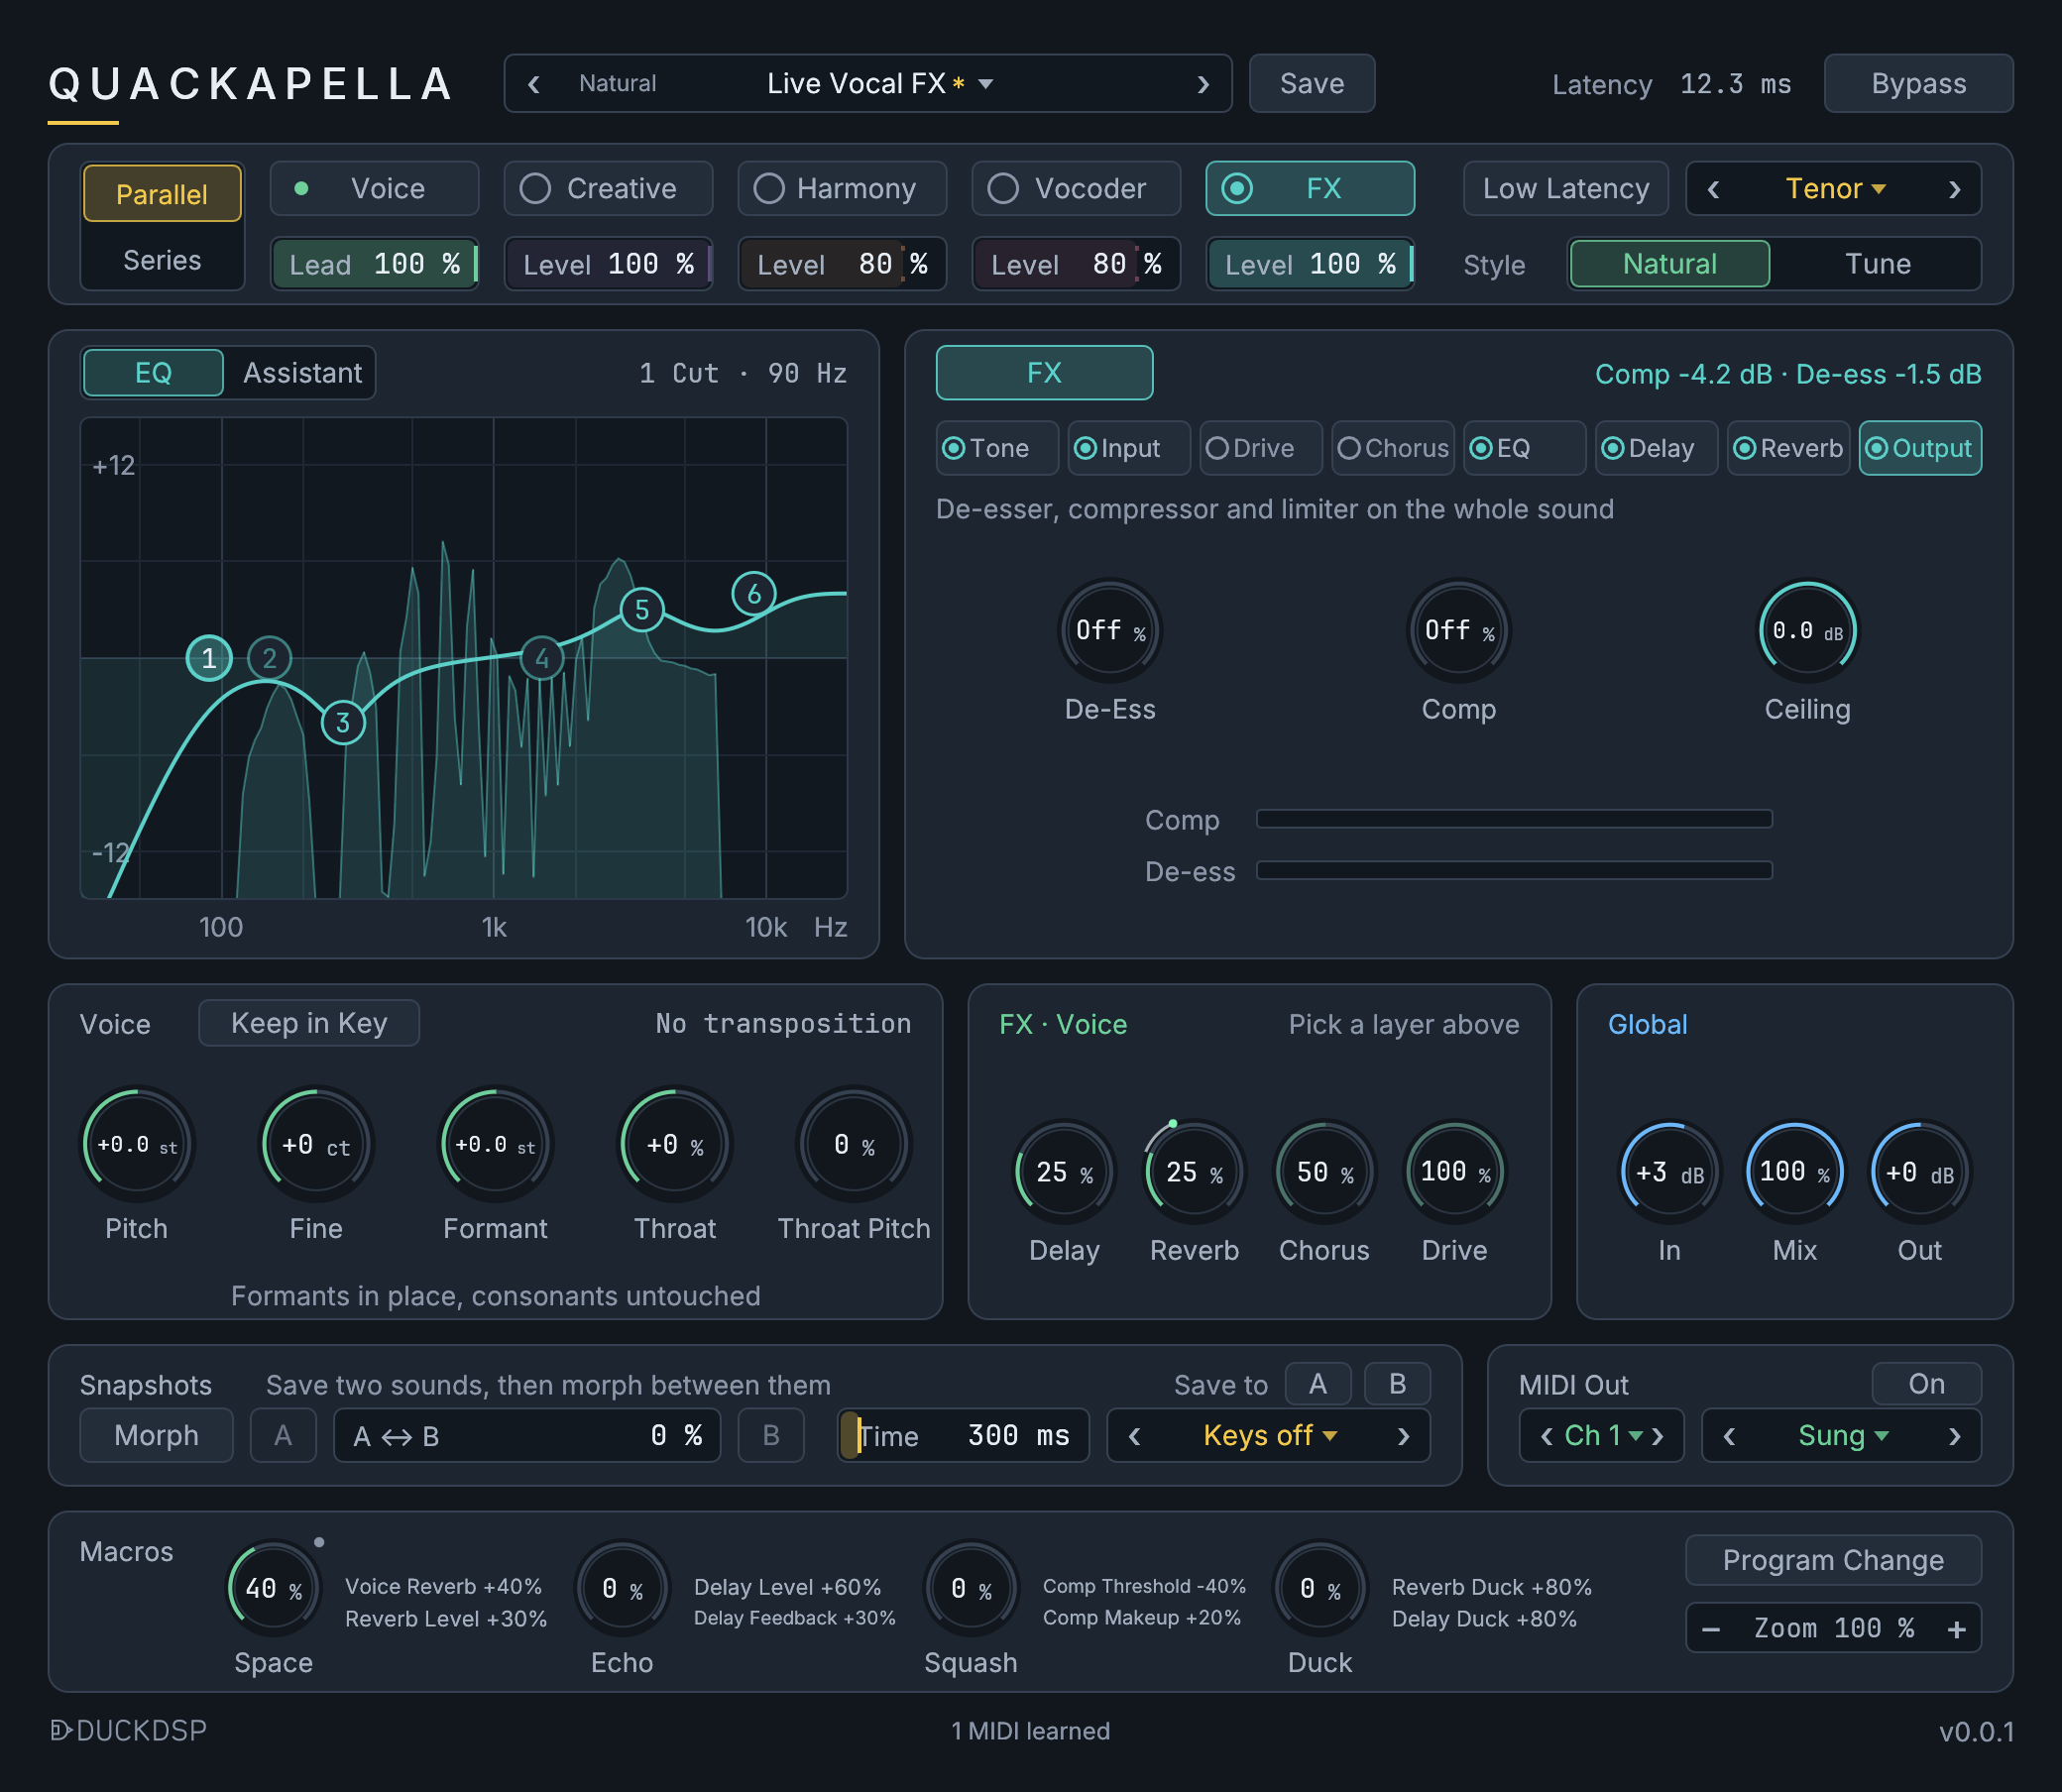 QUACKAPELLA
‹ Natural Live Vocal FX * ›
Save
Latency 12.3 ms
Bypass
Parallel
Voice
Creative
Harmony
Vocoder
FX
Low Latency
‹ Tenor ›
Series
Lead 100 %
Level 100 %
Level 80 %
Level 80 %
Level 100 %
Style
Natural
Tune
EQ
Assistant
1 Cut · 90 Hz
+12
-12
1
2
3
4
5
6
100
1k
10k
Hz
FX
Comp -4.2 dB · De-ess -1.5 dB
Tone
Input
Drive
Chorus
EQ
Delay
Reverb
Output
De-esser, compressor and limiter on the whole sound
Off %
Off %
0.0 dB
De-Ess
Comp
Ceiling
Comp
De-ess
Voice
Keep in Key
No transposition
+0.0 st
+0 ct
+0.0 st
+0 %
0 %
Pitch
Fine
Formant
Throat
Throat Pitch
Formants in place, consonants untouched
FX · Voice
Pick a layer above
25 %
25 %
50 %
100 %
Delay
Reverb
Chorus
Drive
Global
+3 dB
100 %
+0 dB
In
Mix
Out
Snapshots
Save two sounds, then morph between them
Save to
A
B
Morph
A
A ↔ B 0 %
B
Time 300 ms
‹ Keys off ›
MIDI Out
On
‹ Ch 1 ›
‹ Sung ›
Macros
40 %
Space
Voice Reverb +40%
Reverb Level +30%
0 %
Echo
Delay Level +60%
Delay Feedback +30%
0 %
Squash
Comp Threshold -40%
Comp Makeup +20%
0 %
Duck
Reverb Duck +80%
Delay Duck +80%
Program Change
− Zoom 100 % +
DUCKDSP
1 MIDI learned
v0.0.1